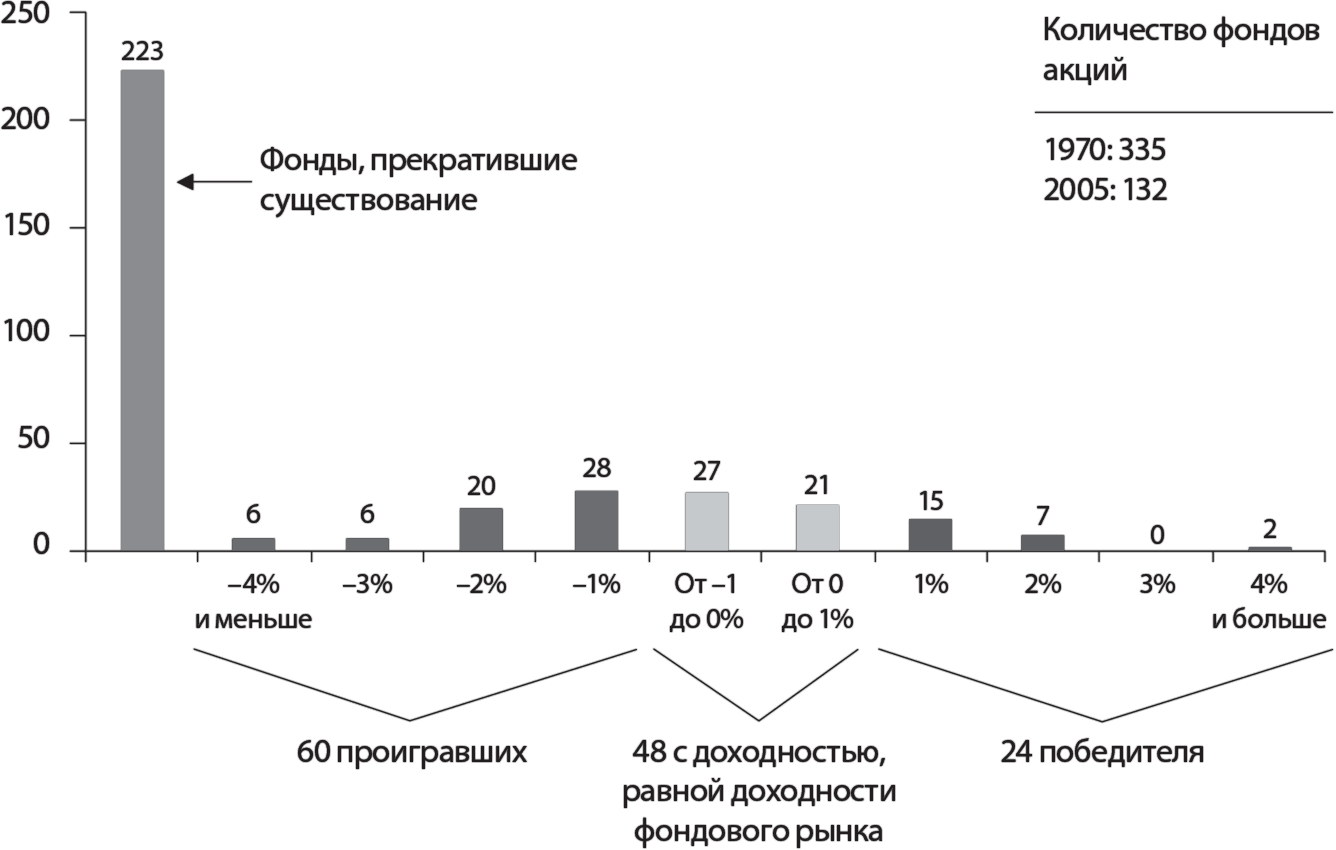 250
200
150
100
50
0
223
Фонды, прекратившие
существование
Количество фондов
акций
1970: 335
2005: 132
6
6
20
28
27
21
15
7
0
2
–4%
и меньше
–3%
–2%
–1%
От –1
до 0%
От 0
до 1%
1%
2%
3%
4%
и больше
60 проигравших
48 с доходностью,
равной доходности
фондового рынка
24 победителя